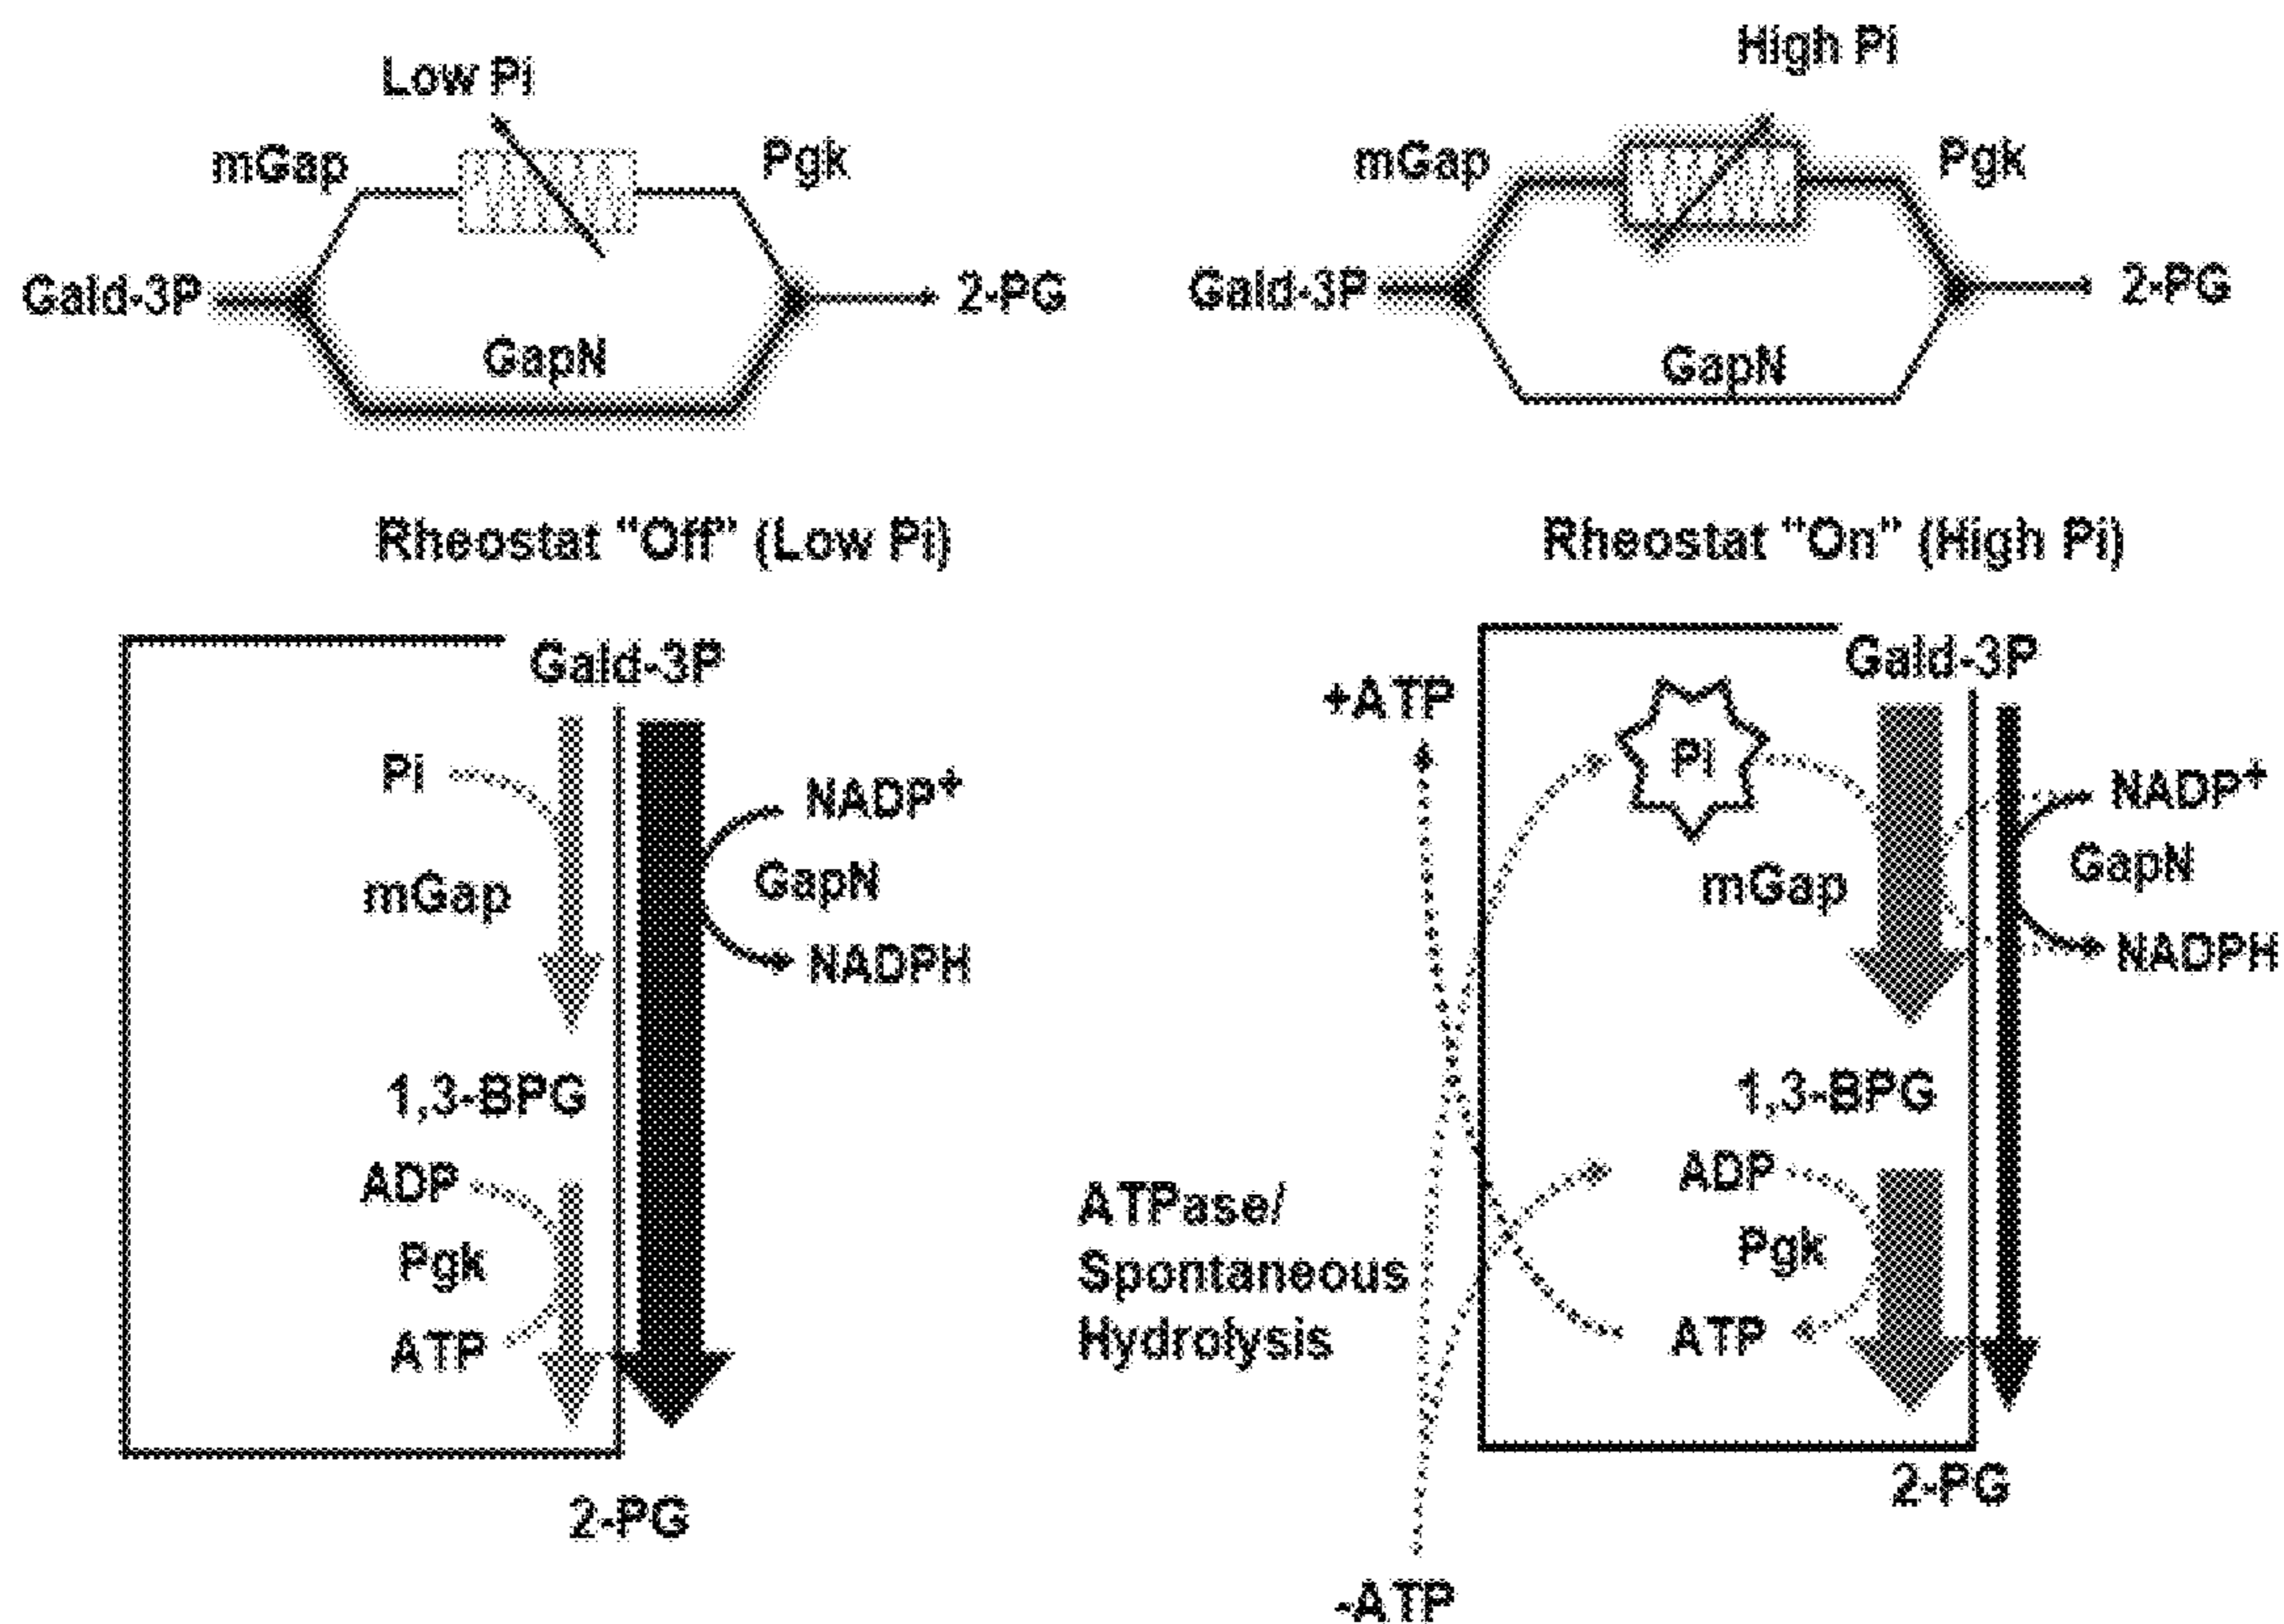 Low Pi
mGap
Pgk
Gald-3P
2-PG
GapN
Rheostat "Off" (Low Pi)
High Pi
mGap
Pgk
Gald-3P
2-PG
GapN
Rheostat "On" (High Pi)
Gald-3P
Pi
NADP+
mGap
GapN
NADPH
1,3-BPG
ADP
Pgk
ATP
2-PG
Gald-3P
+ATP
Pi
NADP+
mGap
GapN
NADPH
1,3-BPG
ADP
ATPase/
Spontaneous
Hydrolysis
Pgk
ATP
2-PG
-ATP